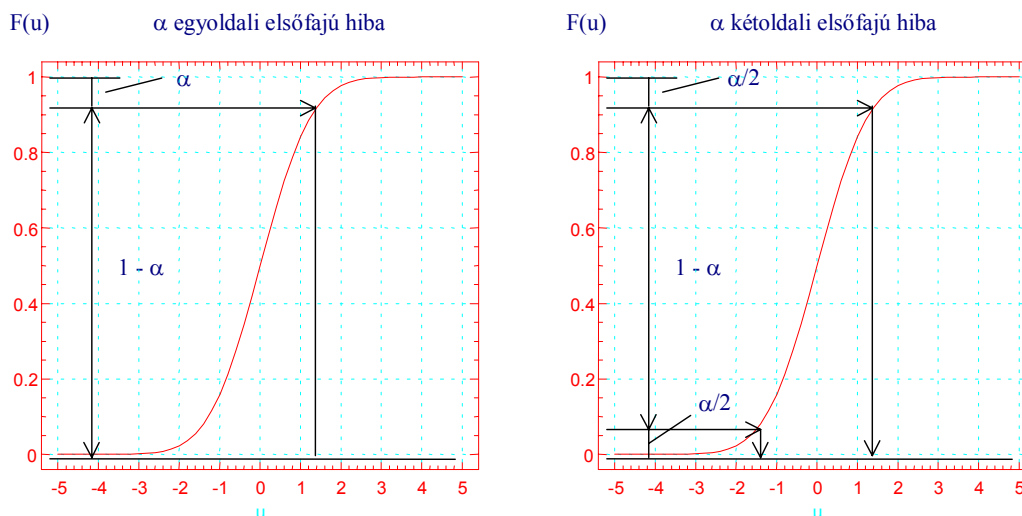 F(u) α egyoldali elsőfajú hiba
1
α
0.8
0.6
1 - α
0.4
0.2
0
-5 -4 -3 -2 -1 0 1 2 3 4 5
F(u) α kétoldali elsőfajú hiba
1
α/2
0.8
0.6
1 - α
0.4
0.2
α/2
0
-5 -4 -3 -2 -1 0 1 2 3 4 5